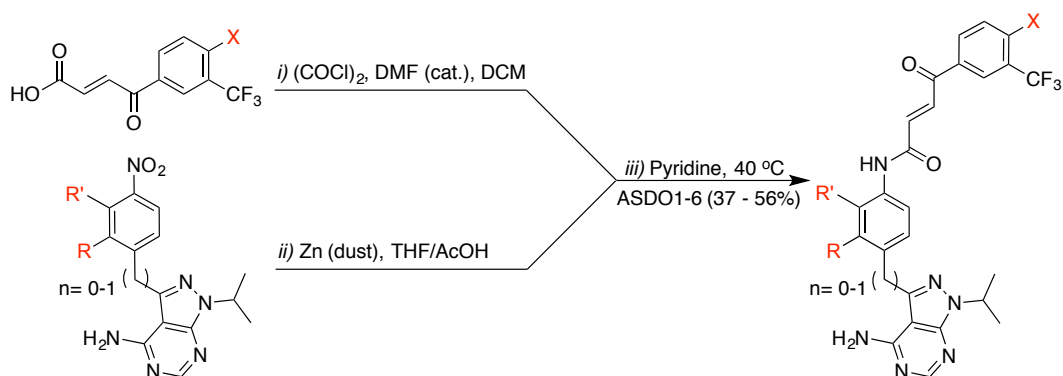 X
O
HO
O
CF3
i) (COCl)2, DMF (cat.), DCM
NO2
R'
R
n= 0-1
N
N
H2N
N
N
ii) Zn (dust), THF/AcOH
iii) Pyridine, 40 oC
ASDO1-6 (37 - 56%)
X
O
CF3
HN
O
R'
R
n= 0-1
N
N
H2N
N
N